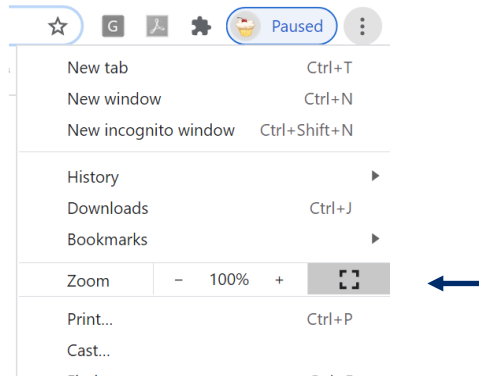 G Paused
New tab Ctrl+T
New window Ctrl+N
New incognito window Ctrl+Shift+N
History
Downloads Ctrl+J
Bookmarks
Zoom - 100% +
Print... Ctrl+P
Cast...